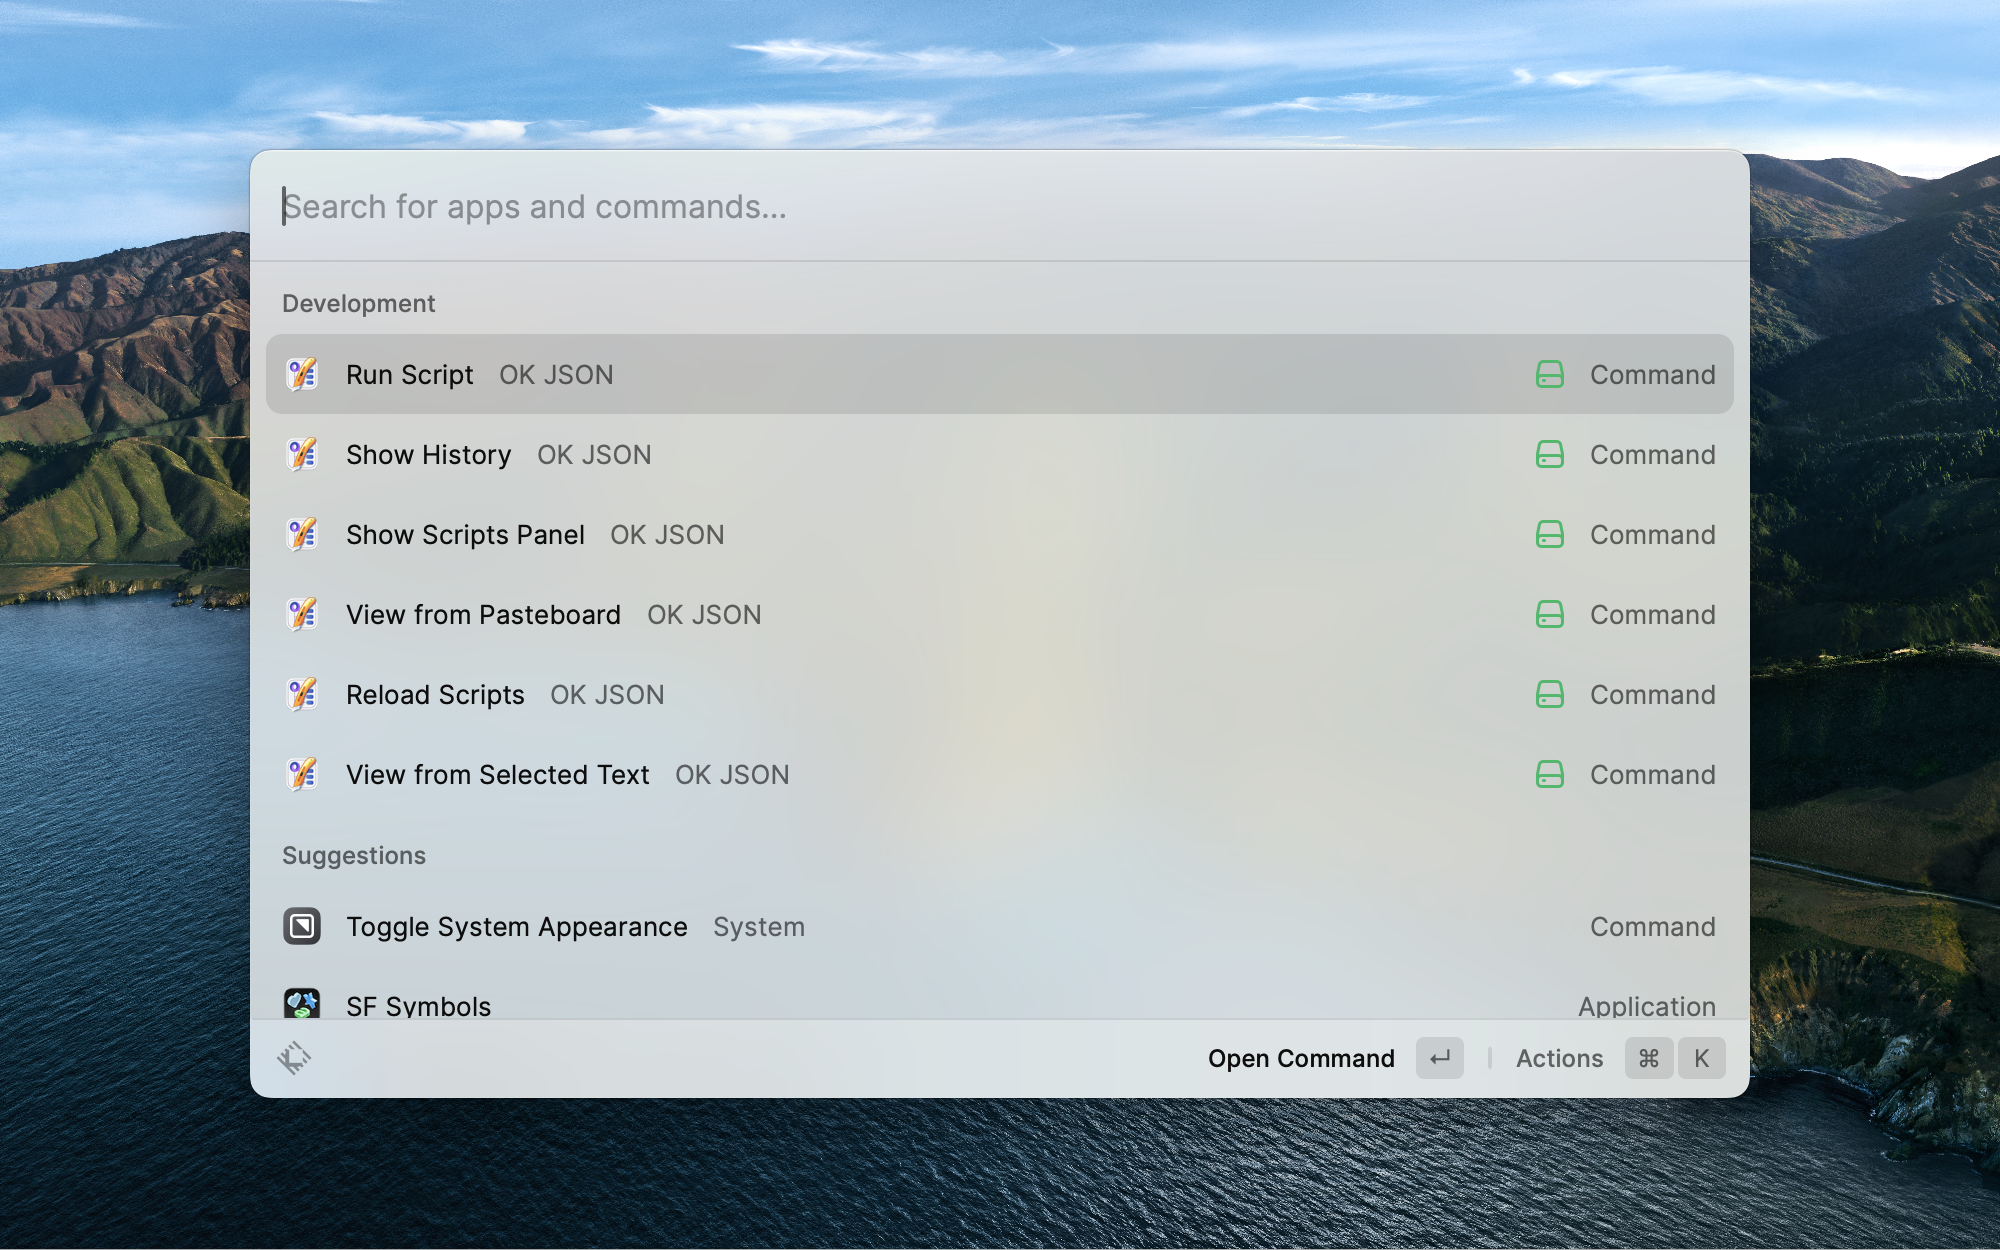 Search for apps and commands...
Development
Run Script OK JSON Command
Show History OK JSON Command
Show Scripts Panel OK JSON Command
View from Pasteboard OK JSON Command
Reload Scripts OK JSON Command
View from Selected Text OK JSON Command
Suggestions
Toggle System Appearance System Command
SF Symbols Application
Open Command ↵ Actions ⌘ K